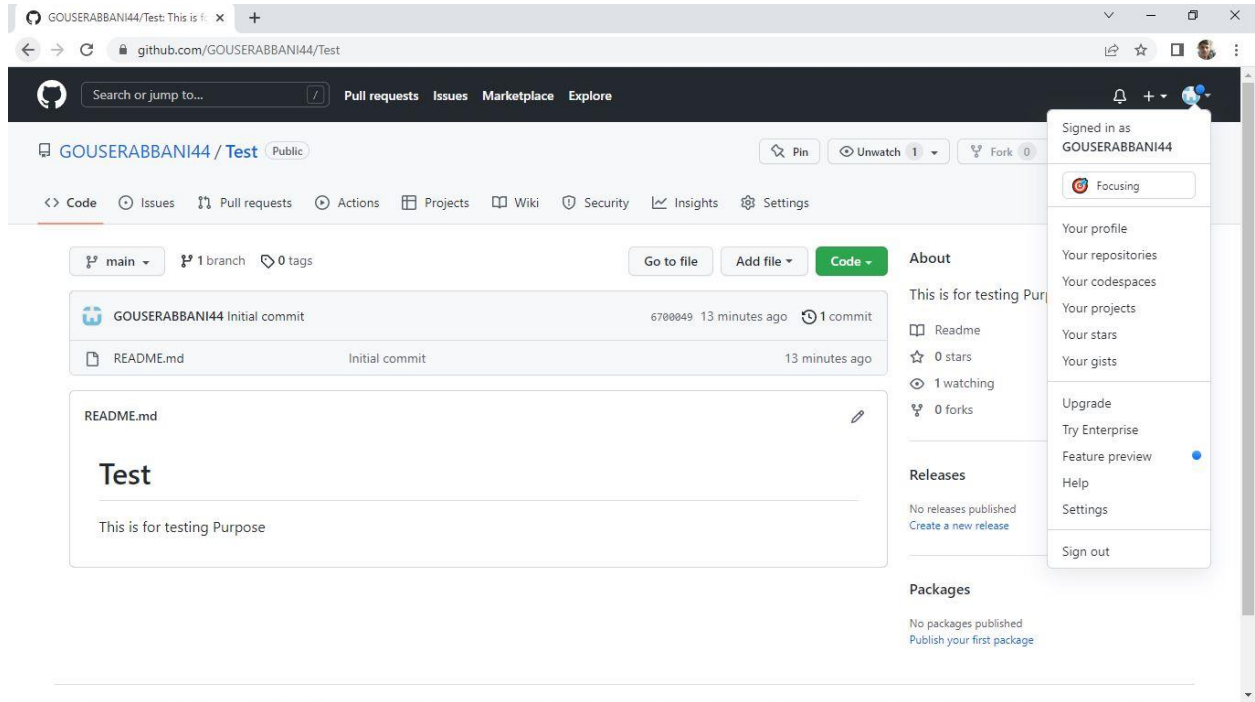 GOUSERABBANI44/Test: This is f
github.com/GOUSERABBANI44/Test
Search or jump to... / Pull requests Issues Marketplace Explore
Signed in as
GOUSERABBANI44
GOUSERABBANI44 / Test Public Pin Unwatch 1 Fork 0
Focusing
Code Issues Pull requests Actions Projects Wiki Security Insights Settings
Your profile
Your repositories
Your codespaces
Your projects
Your stars
Your gists
Upgrade
Try Enterprise
Feature preview
Help
Settings
Sign out
main 1 branch 0 tags Go to file Add file Code
GOUSERABBANI44 Initial commit 6700049 13 minutes ago 1 commit
README.md Initial commit 13 minutes ago
README.md
Test
This is for testing Purpose
About
This is for testing Pur
Readme
0 stars
1 watching
0 forks
Releases
No releases published
Create a new release
Packages
No packages published
Publish your first package